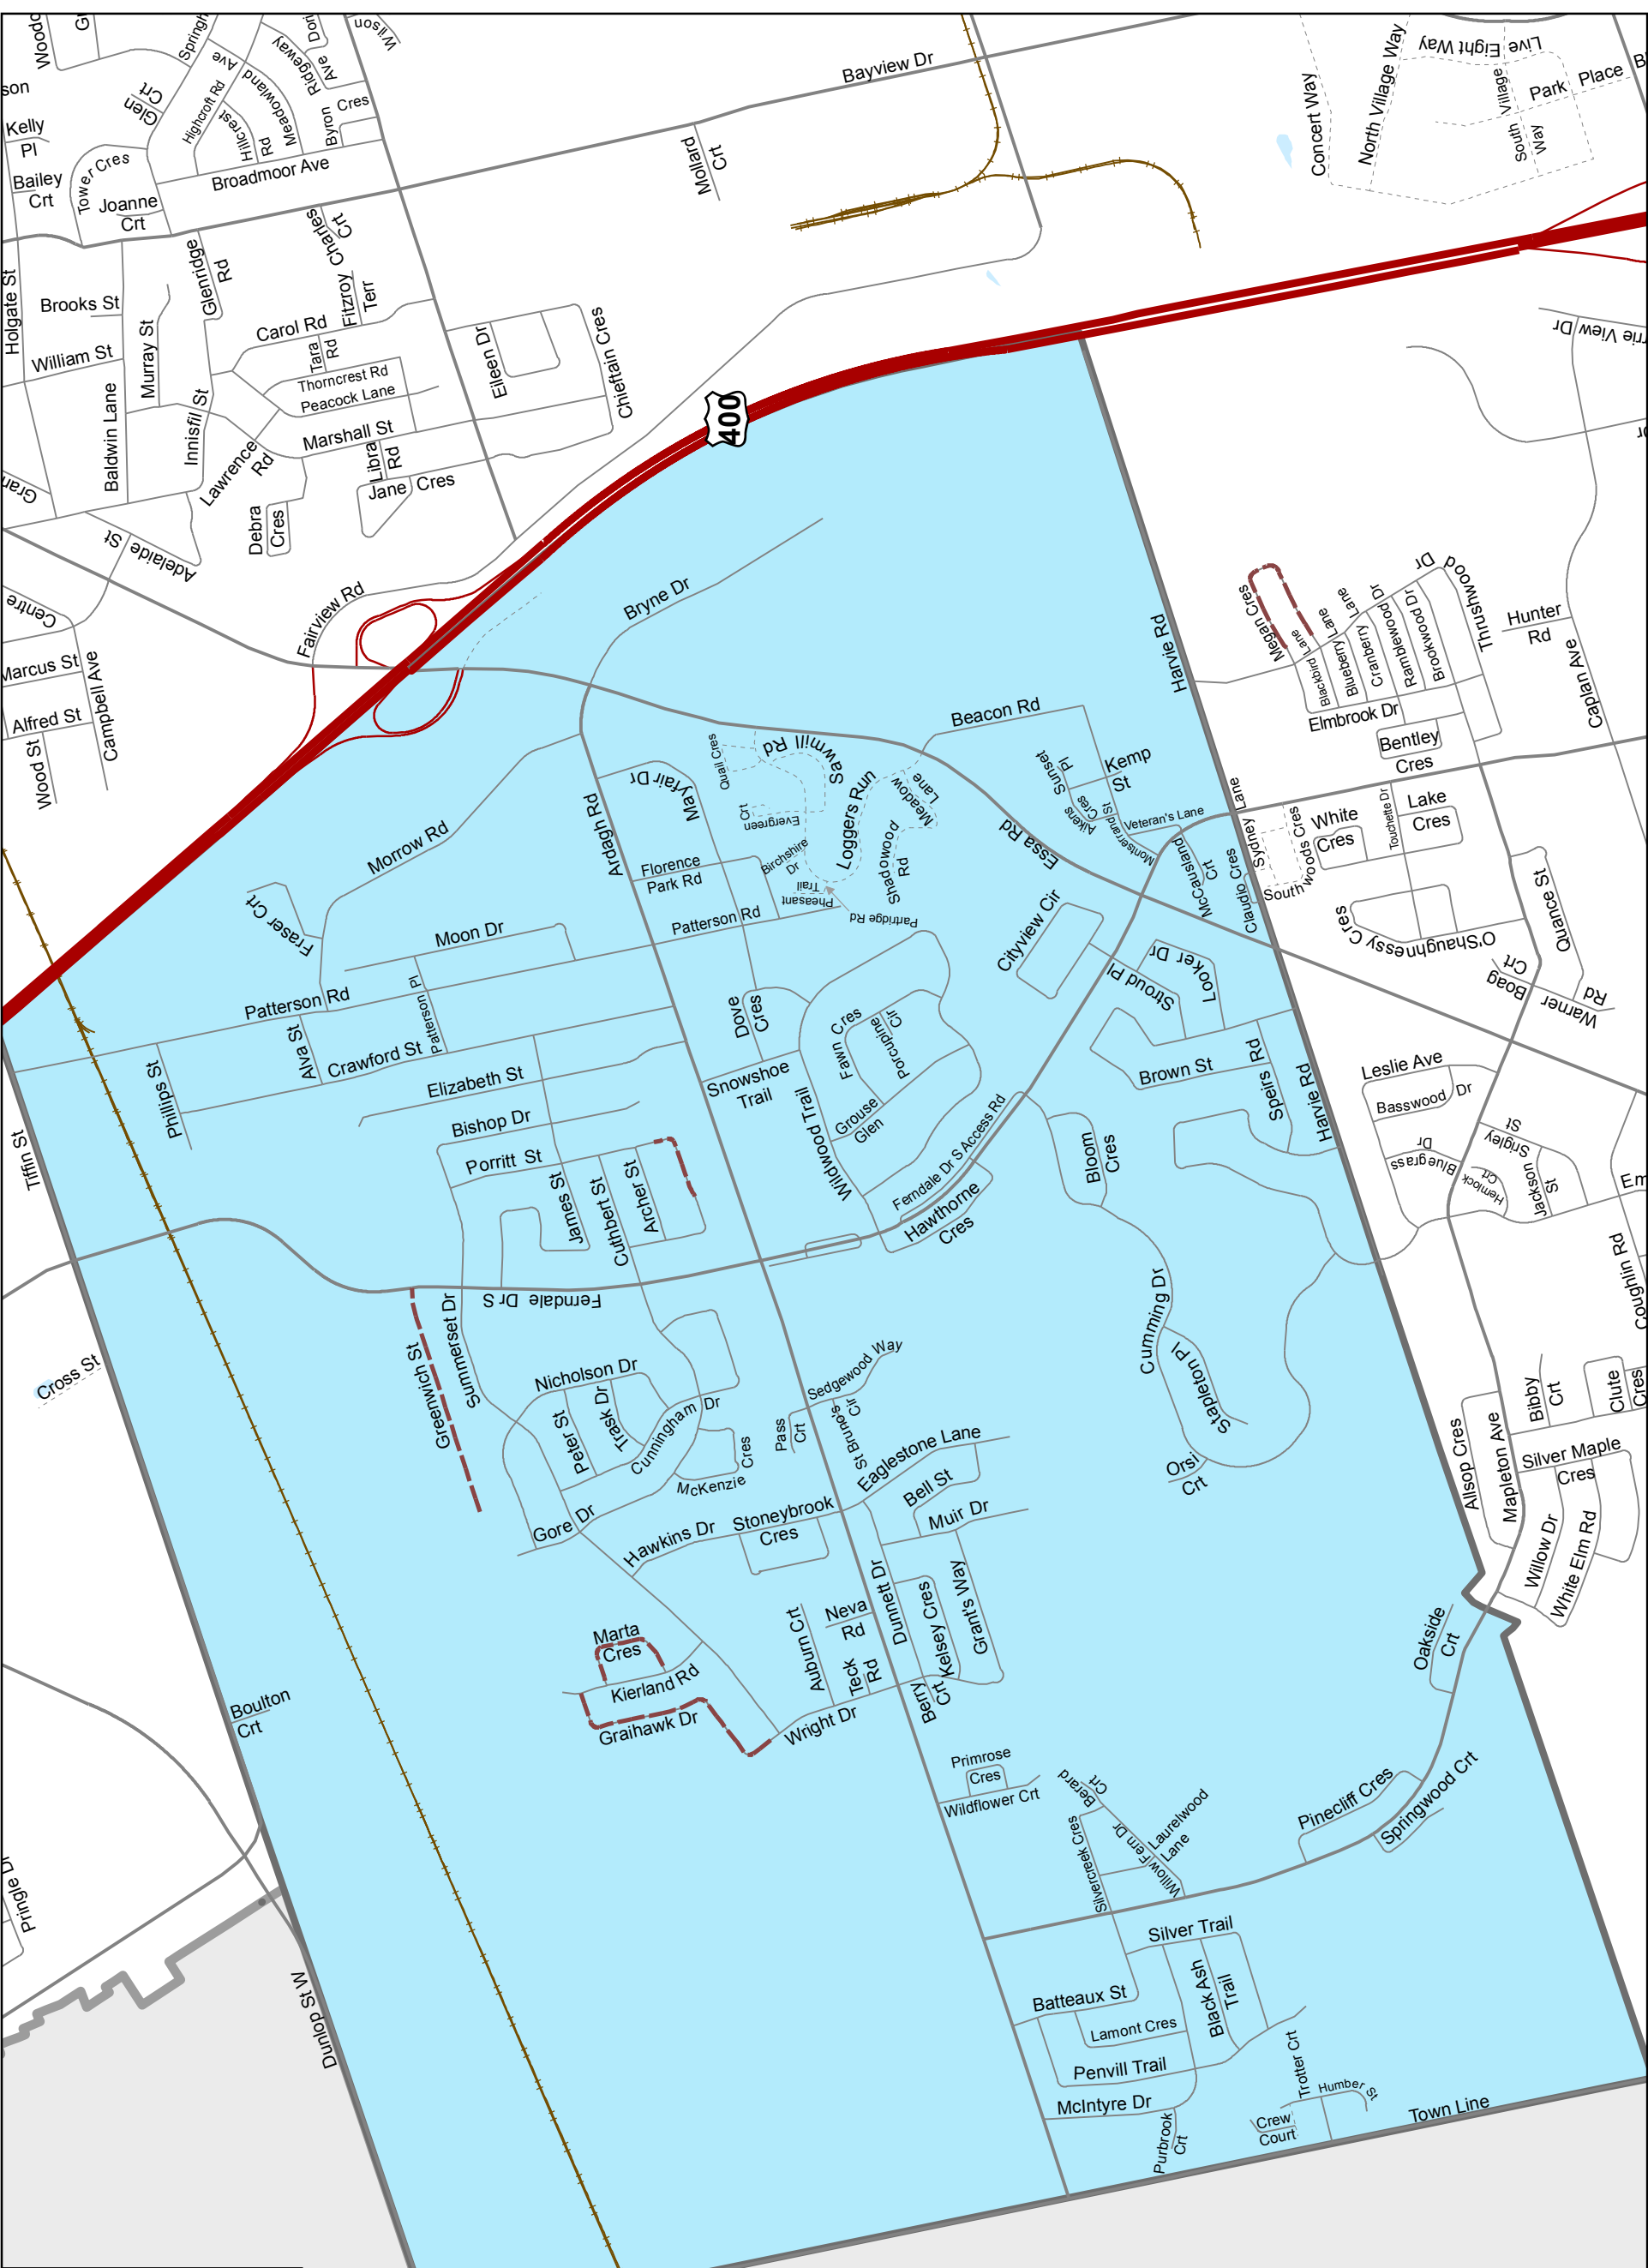 Springh
Wilson
Dori
Ridgeway
Ave
Ave
Meadowland
Highcroft Rd
Hillcrest
Rd
Byron
Cres
Glen
Crt
son
Kelly
Pl
Bailey
Crt
Tower Cres
Joanne
Crt
Broadmoor Ave
Bayview Dr
Mollard
Crt
Concert Way
North Village Way
Live Eight Way
South Village
Way
Park Place
Holgate St
Brooks St
William St
Murray St
Baldwin Lane
Glenridge
Rd
Fitzroy
Terr
Charles
Crt
Carol Rd
Tara
Rd
Thorncrest Rd
Peacock Lane
Innisfil St
Marshall St
Lawrence
Rd
Libra
Rd
Jane Cres
Debra
Cres
Eileen Dr
Chieftain Cres
400
rie View Dr
Adelaide St
Centre
Marcus St
Alfred St
Wood St
Campbell Ave
Fairview Rd
Bryne Dr
Harvie Rd
Megan Cres
Blackbird Lane
Blueberry Lane
Cranberry Lane
Ramblewood Dr
Brookwood Dr
Thrushwood Dr
Elmbrook Dr
Bentley
Cres
Hunter
Rd
Caplan Ave
Beacon Rd
Sunset
Pl
Kemp
St
Aikens
Cres
Montserrand St
Veteran's Lane
McCausland
Crt
Claudio Cres
Sydney Lane
South woods Cres
White
Cres
Touchette Dr
Lake
Cres
Essa Rd
O'Shaughnessy Cres
Quance St
Boag
Crt
Warner
Rd
Morrow Rd
Ardagh Rd
Mayfair Dr
Quail Cres
Sawmill Rd
Evergreen
Crt
Loggers Run
Meadow
Lane
Florence
Park Rd
Birchshire
Dr
Pheasant
Trail
Shadowood
Rd
Partridge Rd
Patterson Rd
Fraser Crt
Moon Dr
Patterson Rd
Patterson Pl
Alva St
Crawford St
Phillips St
Elizabeth St
Bishop Dr
Porritt St
James St
Cuthbert St
Archer St
Tiffin St
Cityview Cir
Stroud Pl
Looker Dr
Brown St
Speirs Rd
Harvie Rd
Dove
Cres
Snowshoe
Trail
Fawn Cres
Porcupine
Cir
Grouse
Glen
Wildwood Trail
Ferndale Dr S Access Rd
Hawthorne
Cres
Bloom
Cres
Leslie Ave
Basswood Dr
Bluegrass Dr
Hemlock
Crt
Srigley
St
Jackson
St
Coughlin Rd
Ferndale Dr S
Summerset Dr
Greenwich St
Cross St
Nicholson Dr
Peter St
Trask Dr
Cunningham Dr
McKenzie Cres
Gore Dr
Hawkins Dr
Stoneybrook
Cres
Pass
Crt
Sedgewood Way
St Bruno's
Cir
Eaglestone Lane
Bell St
Muir Dr
Cumming Dr
Stapleton Pl
Orsi
Crt
Allsop Cres
Mapleton Ave
Bibby
Crt
Clute
Cres
Silver Maple
Cres
Willow Dr
White Elm Rd
Oakside
Crt
Dunnett Dr
Kelsey Cres
Grant's Way
Neva
Rd
Auburn Crt
Teck
Rd
Berry
Crt
Wright Dr
Marta
Cres
Kierland Rd
Graihawk Dr
Boulton
Crt
Pringle Dr
Dunlop St W
Primrose
Cres
Wildflower Crt
Berard
Crt
Silvercreek Cres
Willow Fern Dr
Laurelwood
Lane
Pinecliff Cres
Springwood Crt
Silver Trail
Black Ash
Trail
Batteaux St
Lamont Cres
Penvill Trail
McIntyre Dr
Purbrook
Crt
Trotter Crt
Humber St
Crew
Court
Town Line